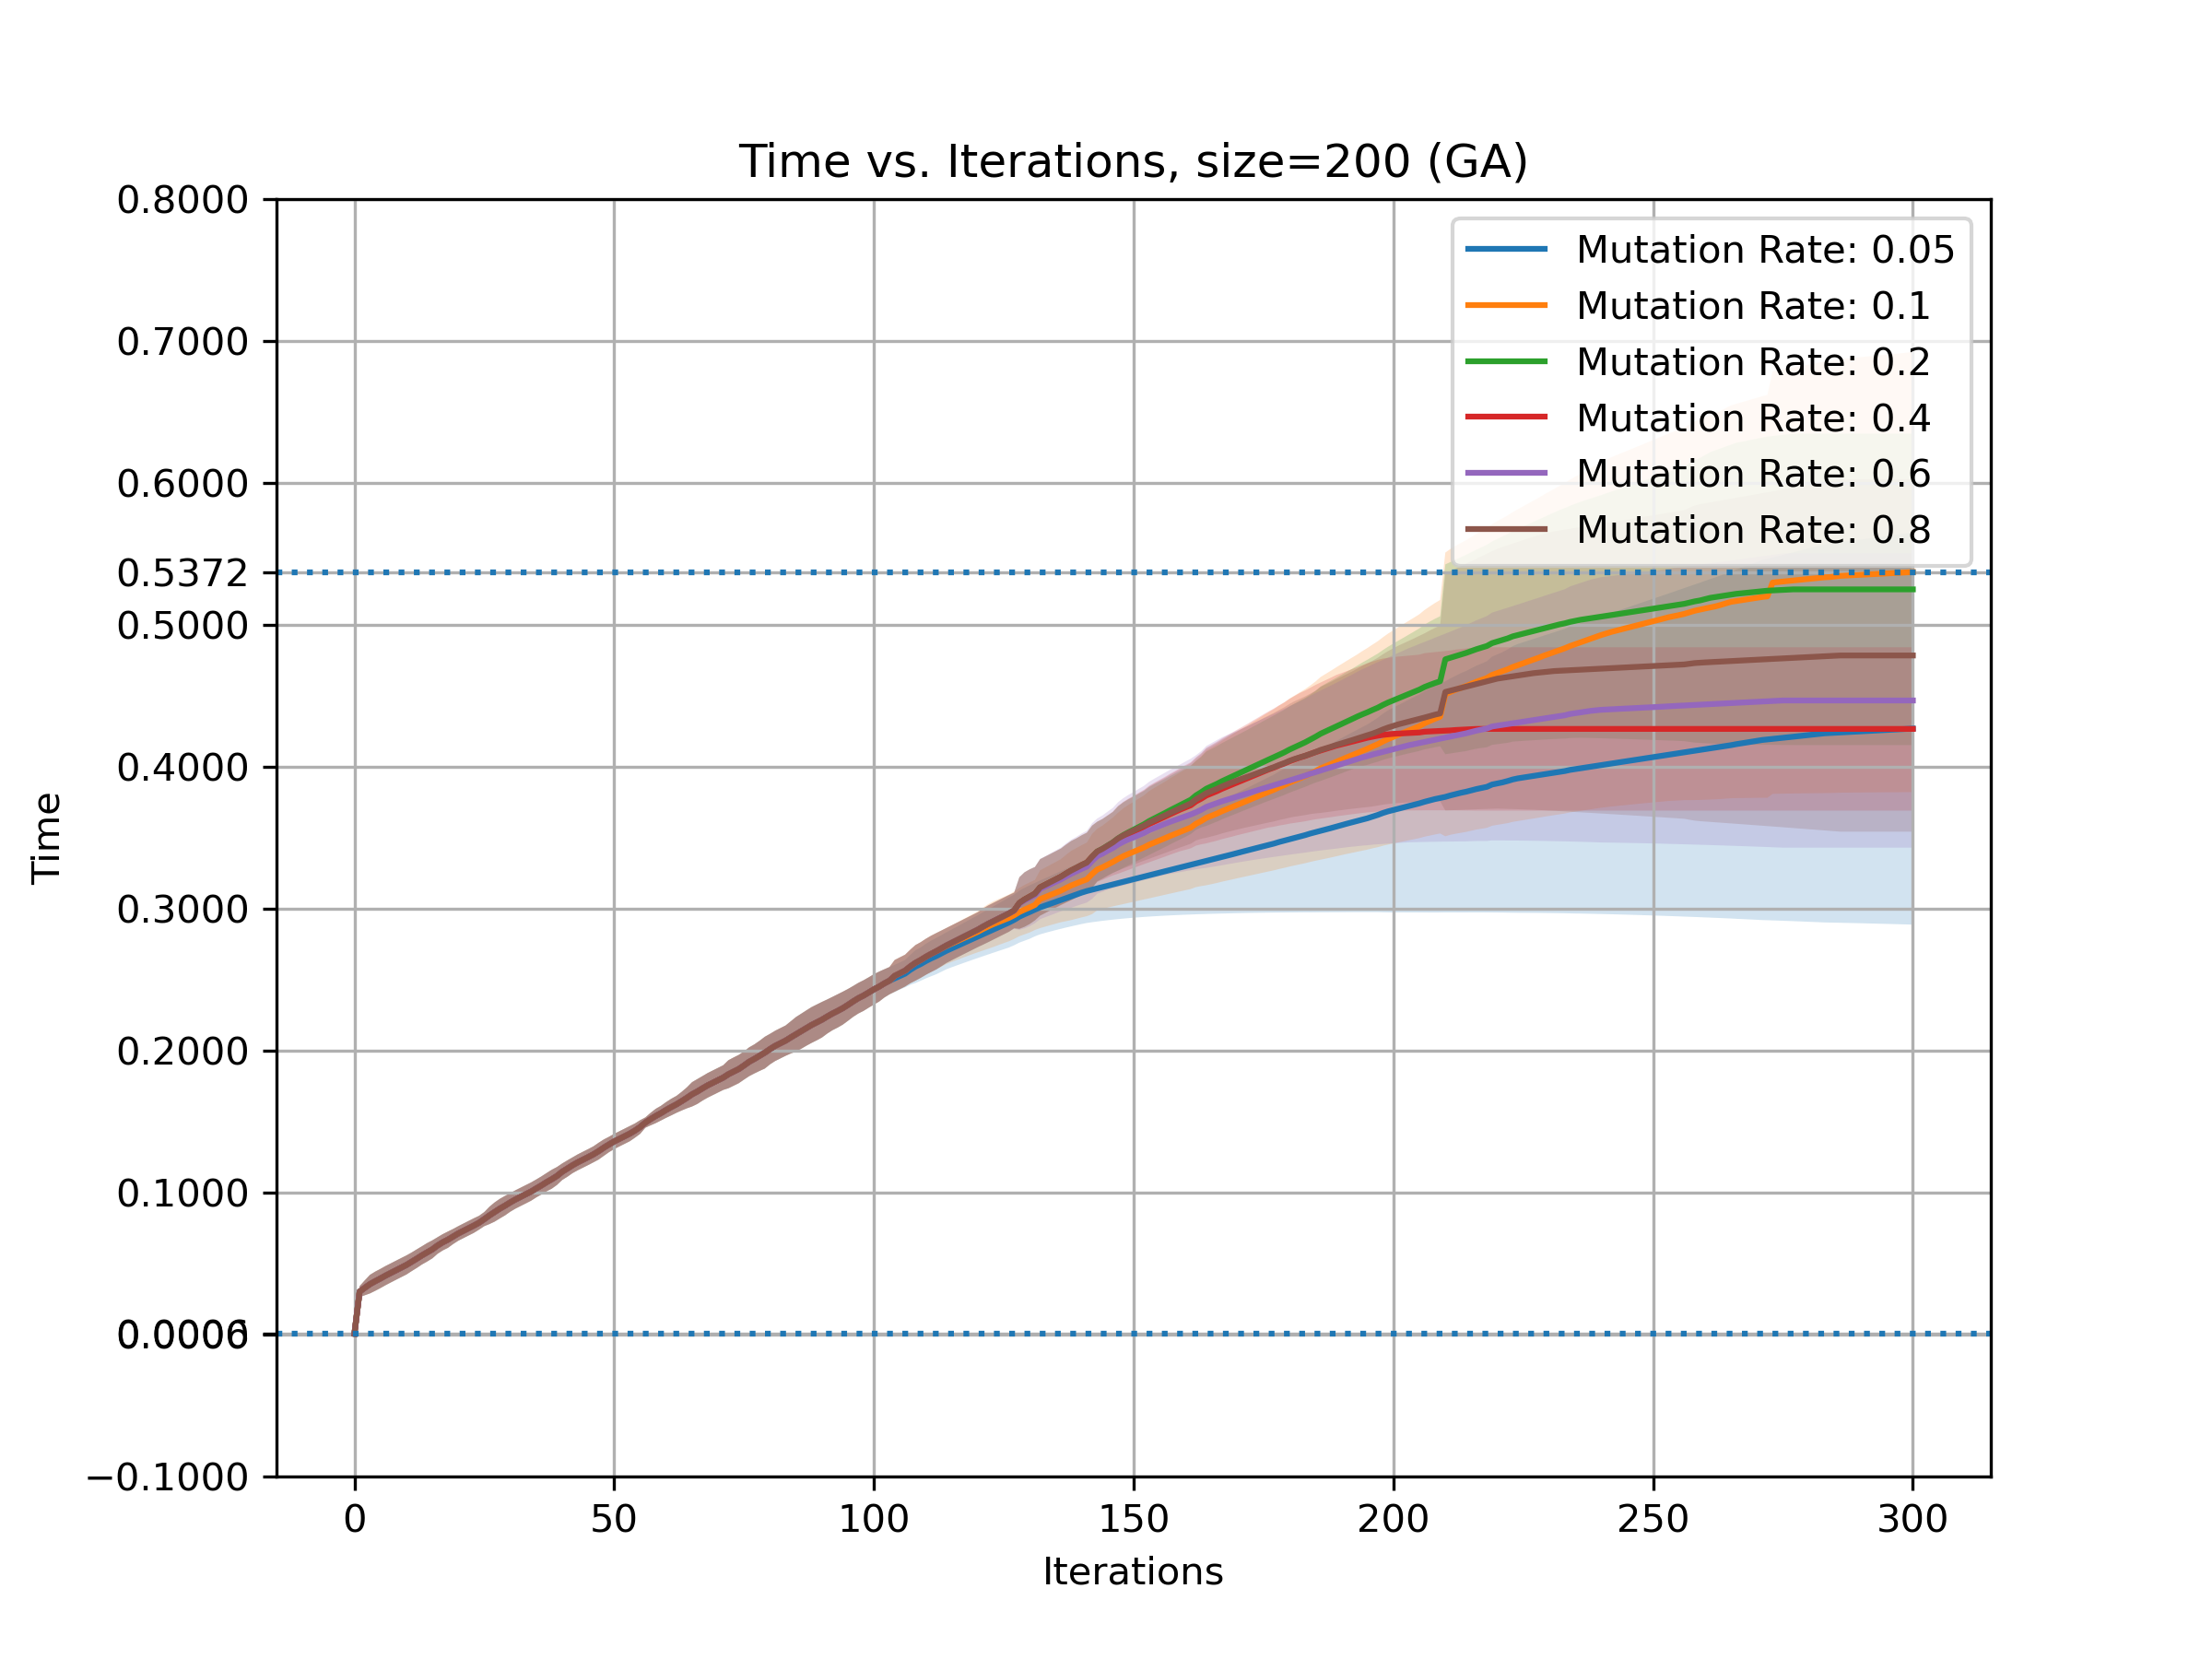 Time vs. Iterations, size=200 (GA)
0.8000
0.7000
0.6000
0.5372
0.5000
0.4000
0.3000
0.2000
0.1000
0.0006
−0.1000
Time
Mutation Rate: 0.05
Mutation Rate: 0.1
Mutation Rate: 0.2
Mutation Rate: 0.4
Mutation Rate: 0.6
Mutation Rate: 0.8
0 50 100 150 200 250 300
Iterations